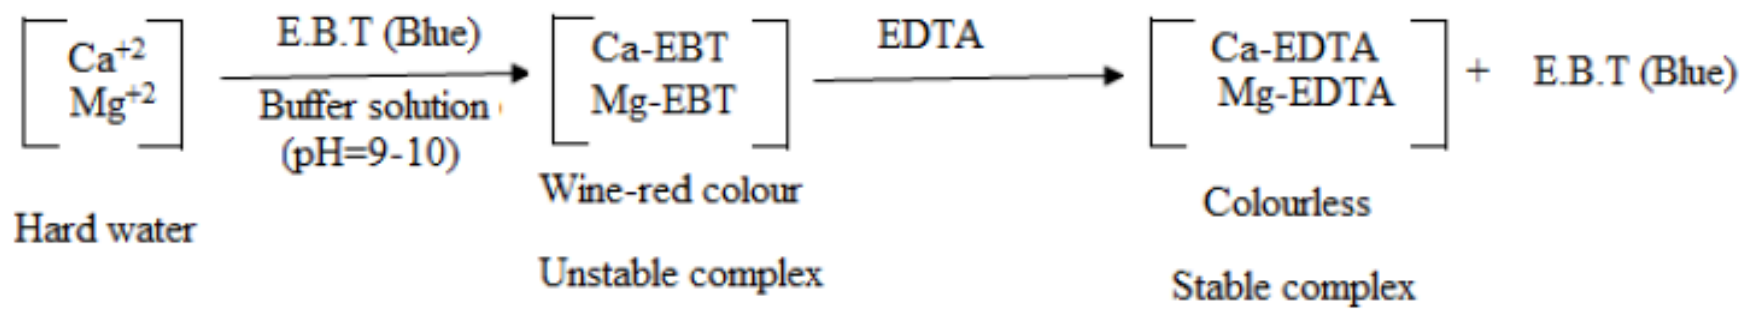 Ca+2
Mg+2
Hard water
E.B.T (Blue)
Buffer solution
(pH=9-10)
Ca-EBT
Mg-EBT
Wine-red colour
Unstable complex
EDTA
Ca-EDTA
Mg-EDTA
Colourless
Stable complex
+ E.B.T (Blue)